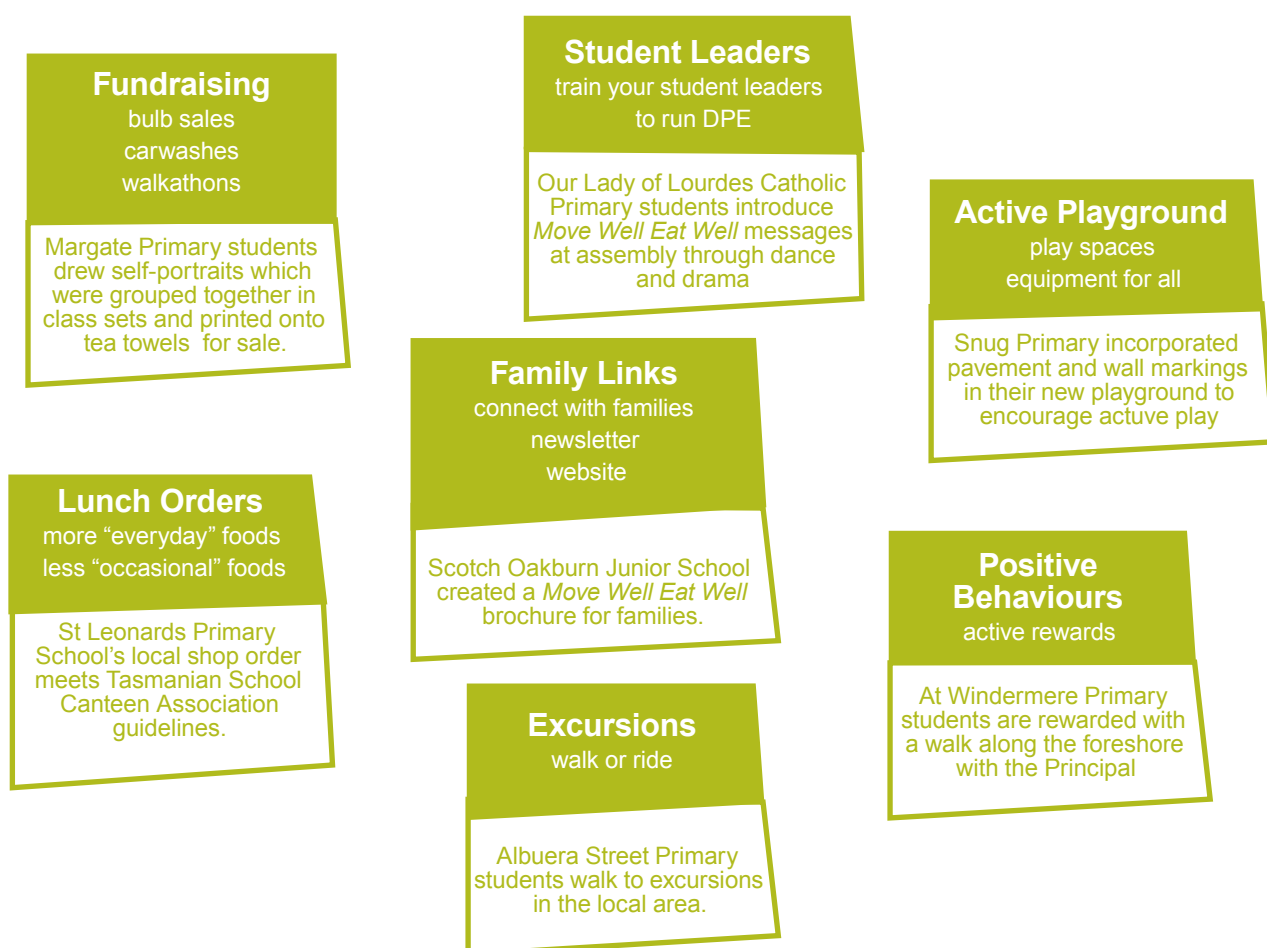 Fundraising
bulb sales
carwashes
walkathons
Margate Primary students
drew self-portraits which
were grouped together in
class sets and printed onto
tea towels for sale.
Student Leaders
train your student leaders
to run DPE
Our Lady of Lourdes Catholic
Primary students introduce
Move Well Eat Well messages
at assembly through dance
and drama
Active Playground
play spaces
equipment for all
Snug Primary incorporated
pavement and wall markings
in their new playground to
encourage actuve play
Family Links
connect with families
newsletter
website
Scotch Oakburn Junior School
created a Move Well Eat Well
brochure for families.
Lunch Orders
more “everyday” foods
less “occasional” foods
St Leonards Primary
School’s local shop order
meets Tasmanian School
Canteen Association
guidelines.
Positive
Behaviours
active rewards
At Windermere Primary
students are rewarded with
a walk along the foreshore
with the Principal
Excursions
walk or ride
Albuera Street Primary
students walk to excursions
in the local area.